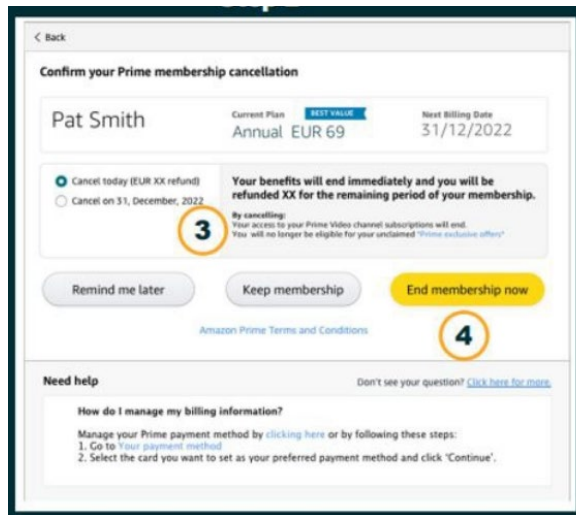 < Back
Confirm your Prime membership cancellation
Pat Smith
Current Plan BEST VALUE
Annual EUR 69
Next Billing Date
31/12/2022
Cancel today (EUR XX refund)
Cancel on 31, December, 2022
3
Your benefits will end immediately and you will be
refunded XX for the remaining period of your membership.
By cancelling:
Your access to your Prime Video channel subscriptions will end.
You will no longer be eligible for your unclaimed "Prime exclusive offers"
Remind me later
Keep membership
End membership now
4
Amazon Prime Terms and Conditions
Need help
Don't see your question? Click here for more.
How do I manage my billing information?
Manage your Prime payment method by clicking here or by following these steps:
1. Go to Your payment method
2. Select the card you want to set as your preferred payment method and click 'Continue'.